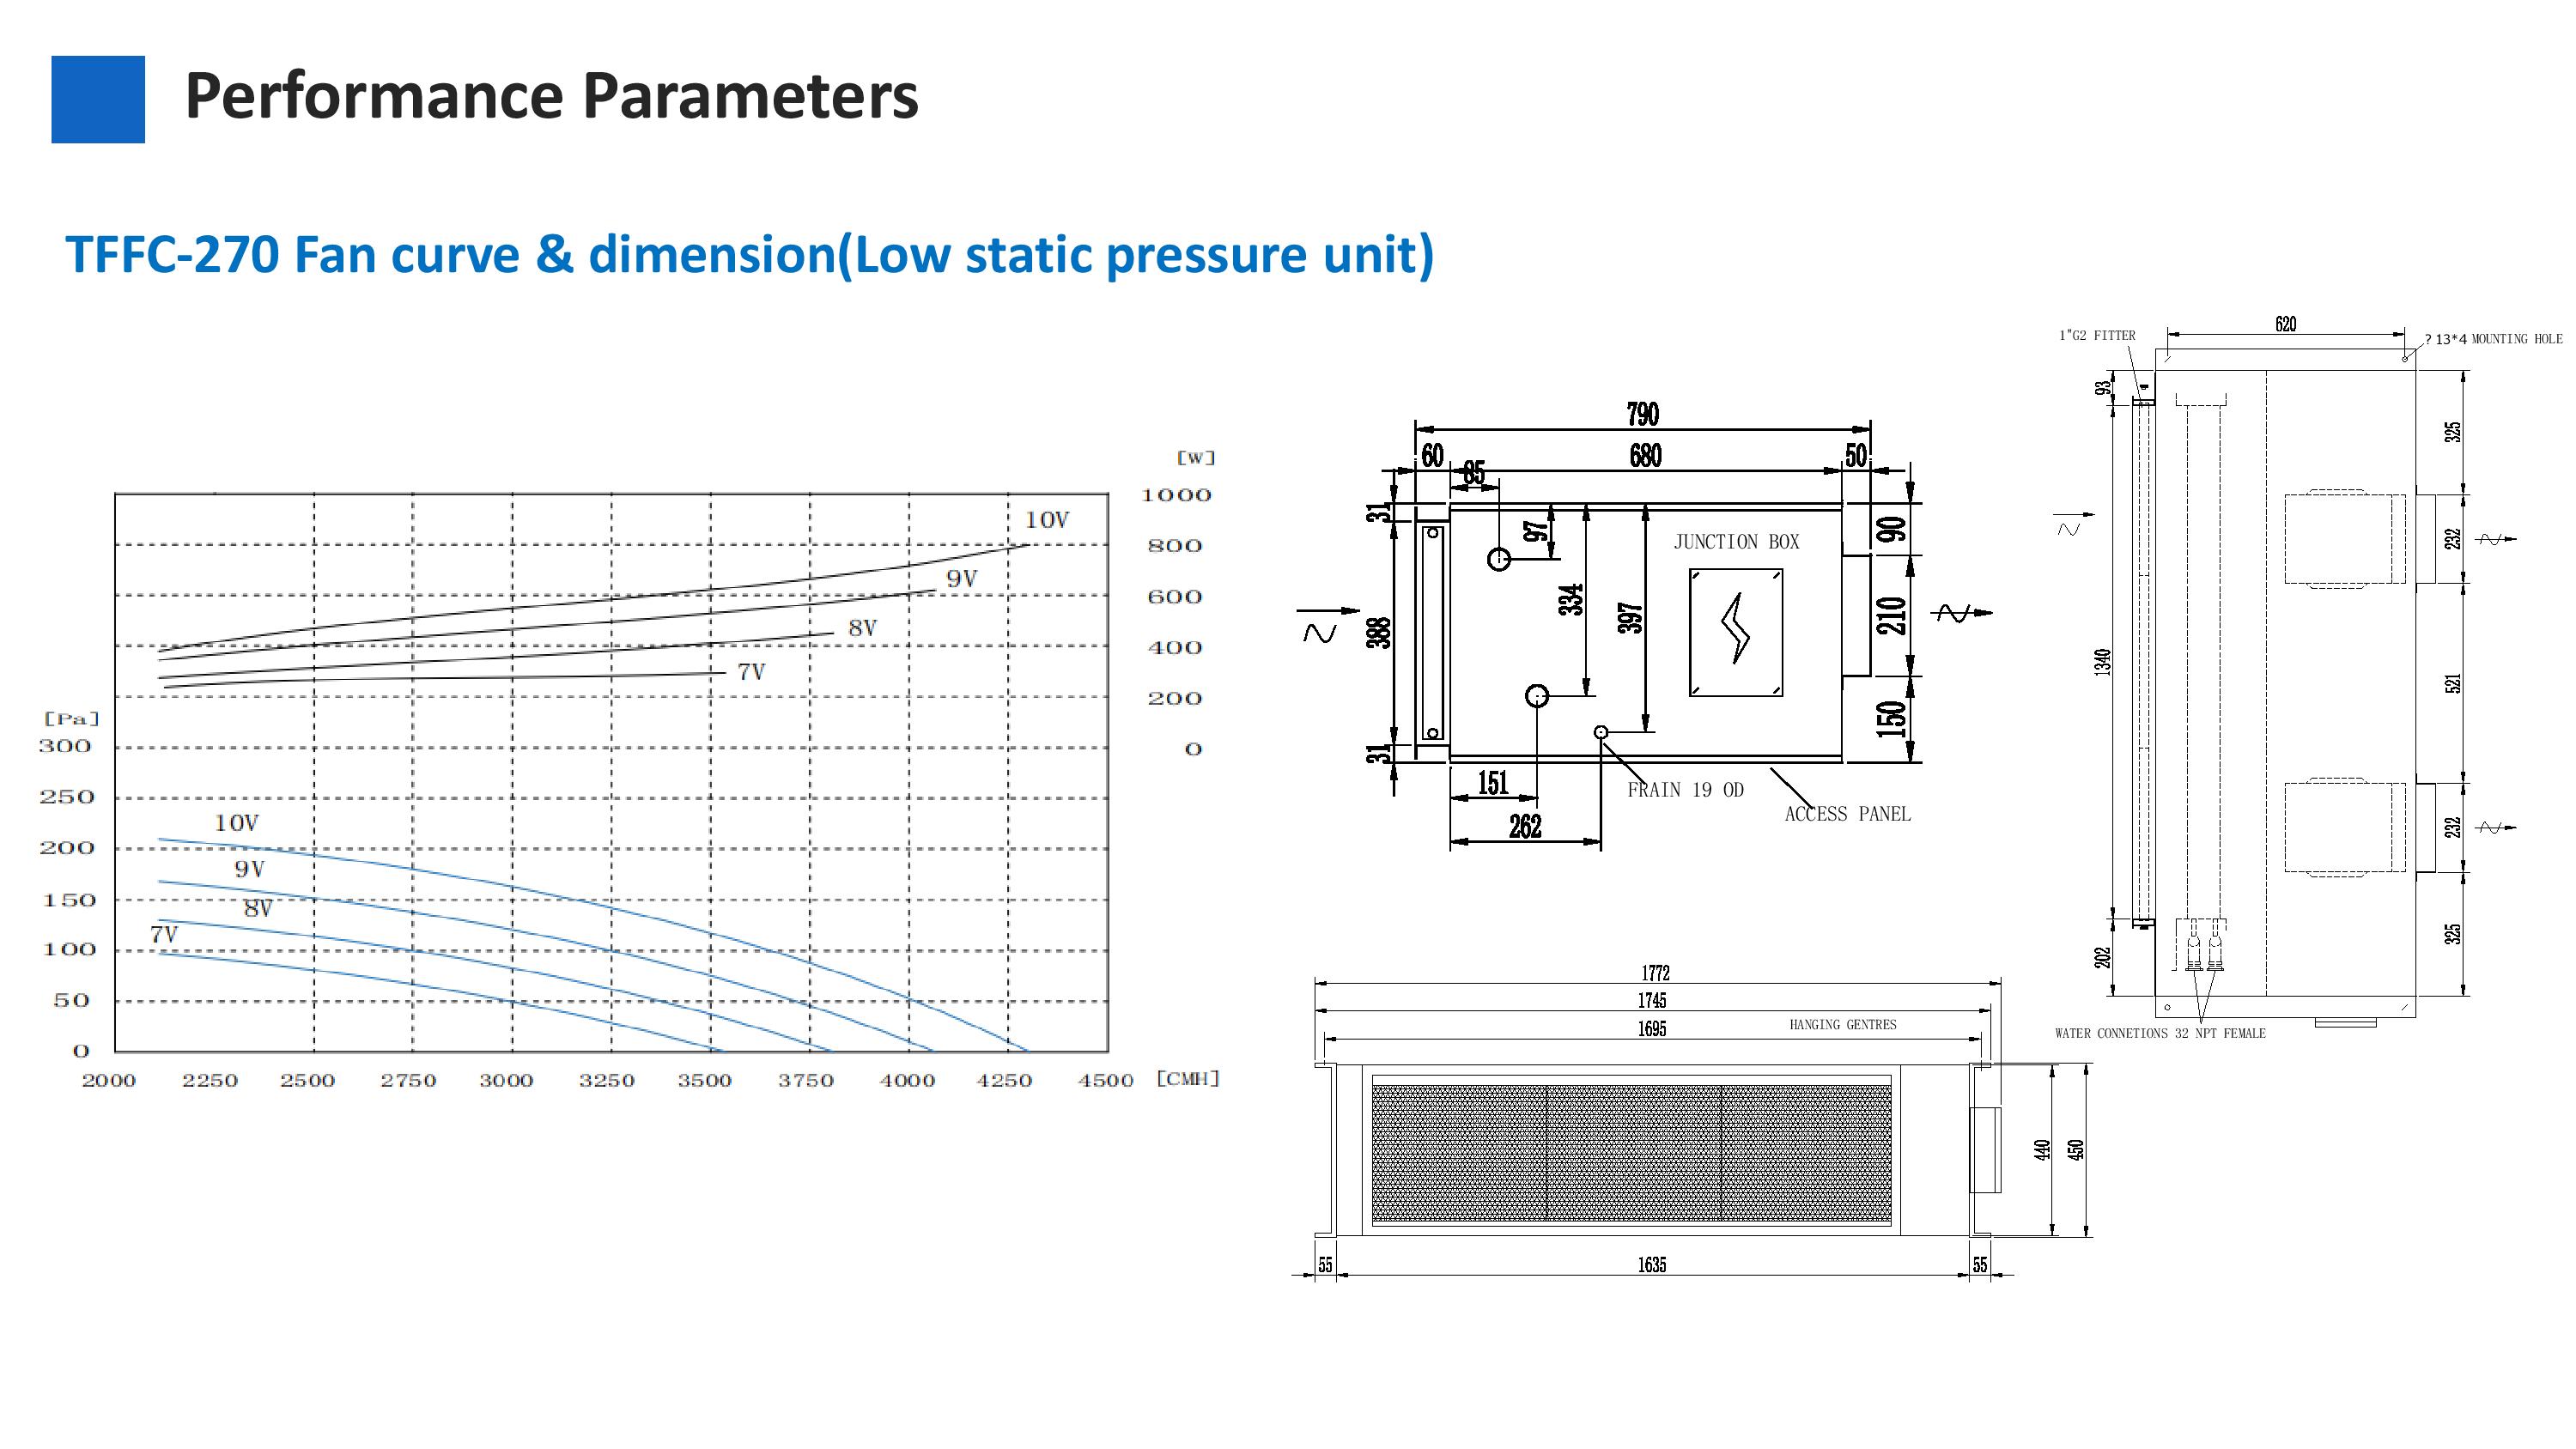 Performance Parameters
TFFC-270 Fan curve & dimension(Low static pressure unit)
[W]
1000
10V
800
9V
600
8V
400
7V
200
[Pa]
300
0
250
10V
200
9V
150
8V
7V
100
50
0
2000 2250 2500 2750 3000 3250 3500 3750 4000 4250 4500 [CMH]
790
60 680 50
85
31
97
90
JUNCTION BOX
334
397
388
210
150
31
151
FRAIN 19 OD
ACCESS PANEL
262
620
1"G2 FITTER
? 13*4 MOUNTING HOLE
93
325
232
1340
521
232
202
325
WATER CONNETIONS 32 NPT FEMALE
1772
1745
1695
HANGING GENTRES
440
450
55 1635 55